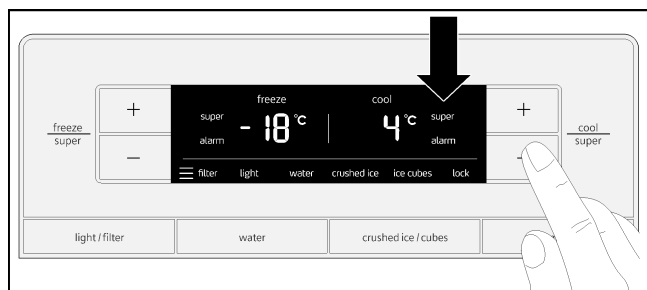 freeze cool
super super
freeze
super
+ - 18 °C 4 °C +
cool
super
alarm alarm
− −
filter light water crushed ice ice cubes lock
light / filter water crushed ice / cubes